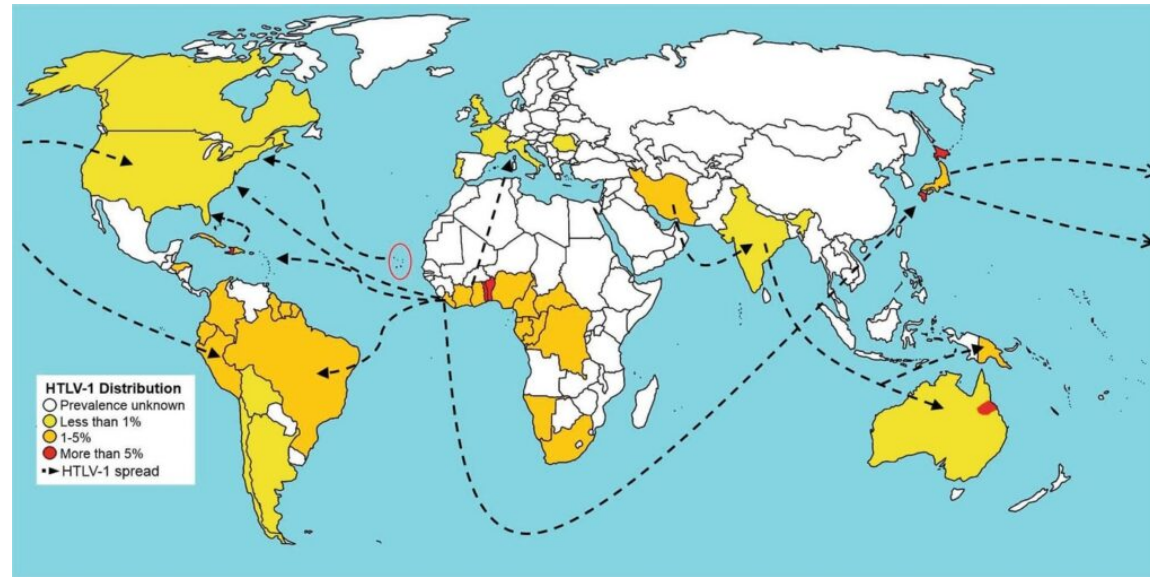 HTLV-1 Distribution
Prevalence unknown
Less than 1%
1-5%
More than 5%
HTLV-1 spread